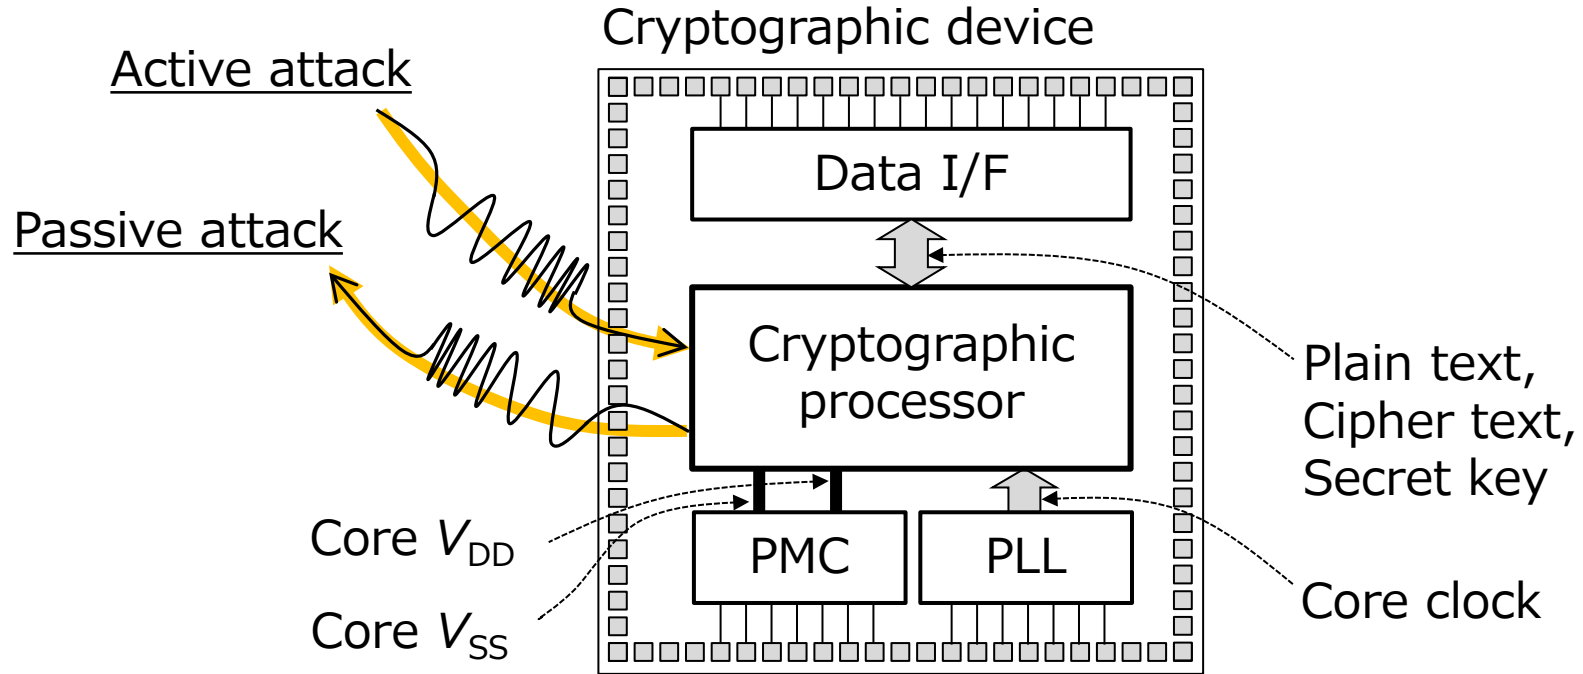 Cryptographic device
Active attack
Passive attack
Data I/F
Cryptographic
processor
Plain text,
Cipher text,
Secret key
Core VDD
PMC
PLL
Core clock
Core VSS